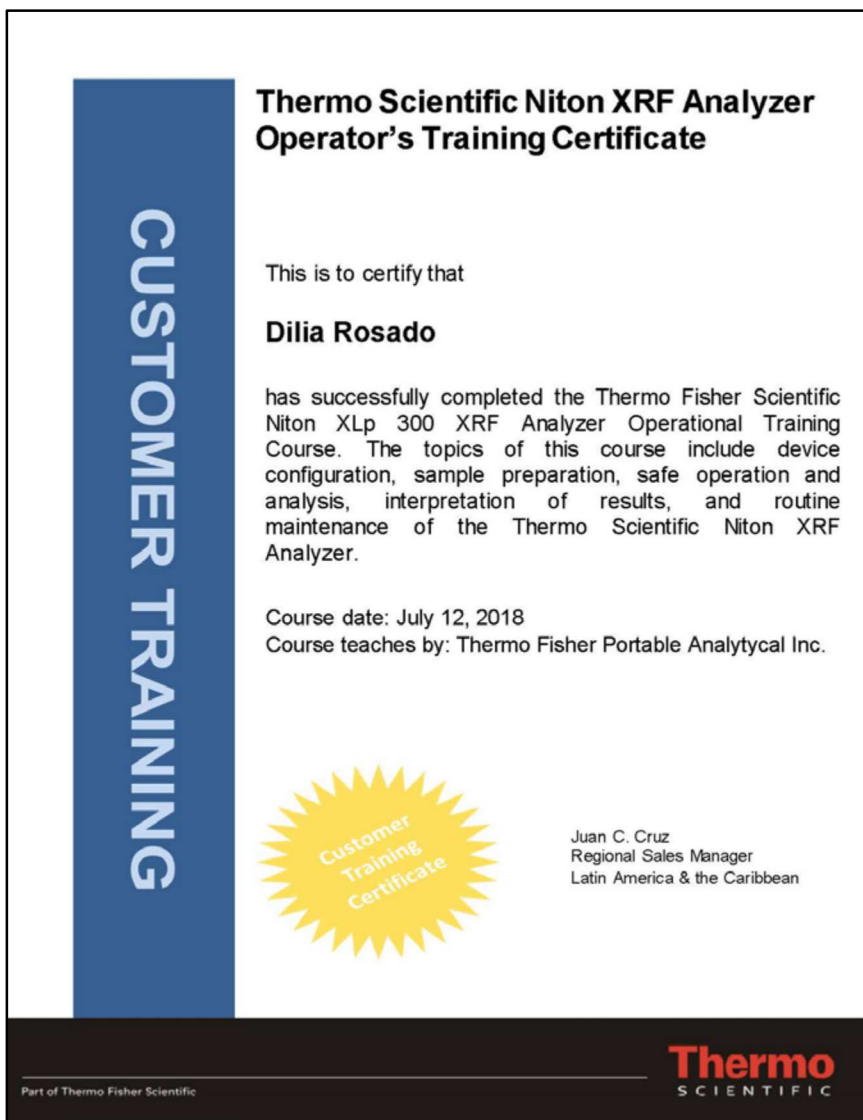 Thermo Scientific Niton XRF Analyzer
Operator's Training Certificate
CUSTOMER TRAINING
This is to certify that
Dilia Rosado
has successfully completed the Thermo Fisher Scientific
Niton XLp 300 XRF Analyzer Operational Training
Course. The topics of this course include device
configuration, sample preparation, safe operation and
analysis, interpretation of results, and routine
maintenance of the Thermo Scientific Niton XRF
Analyzer.
Course date: July 12, 2018
Course teaches by: Thermo Fisher Portable Analytycal Inc.
Customer
Training
Certificate
Juan C. Cruz
Regional Sales Manager
Latin America & the Caribbean
Part of Thermo Fisher Scientific
Thermo
SCIENTIFIC